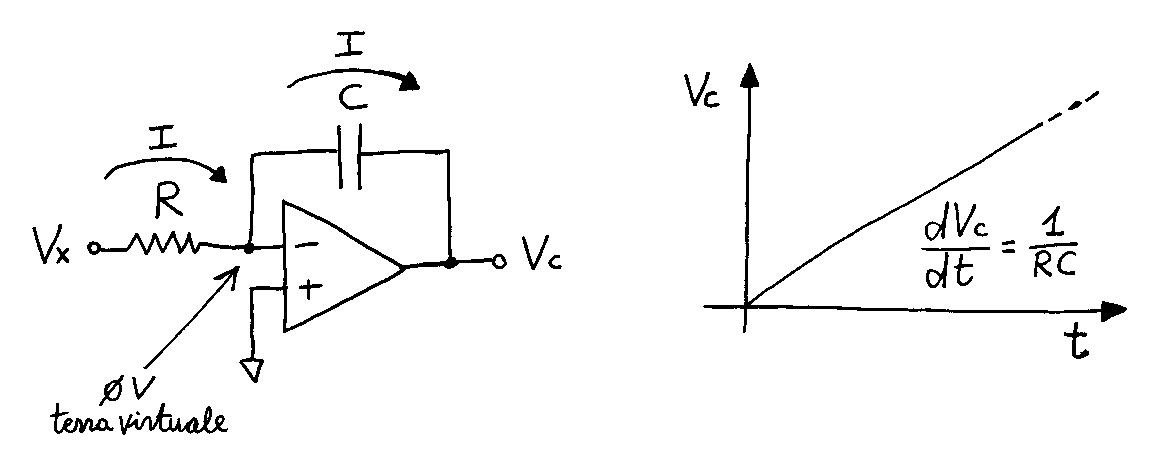 I
C
I
R
Vx
Vc
−
+
ØV
terra virtuale
Vc
dVc/dt = 1/RC
t